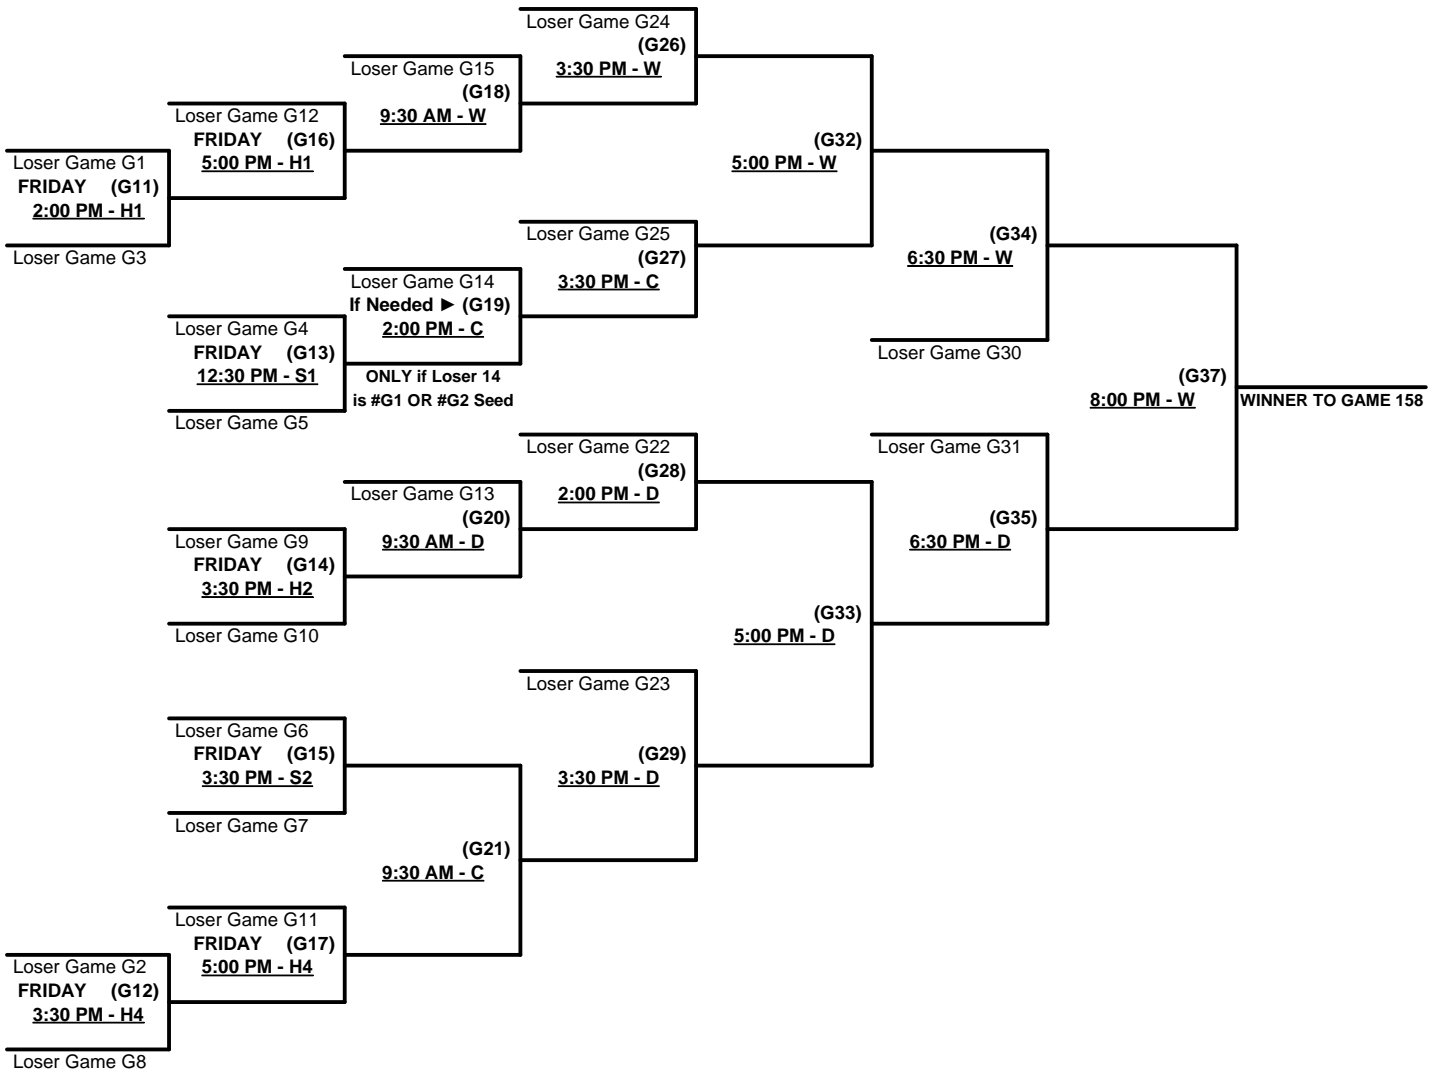 Loser Game G24
(G26)
3:30 PM - W
Loser Game G15
(G18)
9:30 AM - W
Loser Game G12
FRIDAY (G16)
5:00 PM - H1
Loser Game G1
FRIDAY (G11)
2:00 PM - H1
Loser Game G3
(G32)
5:00 PM - W
Loser Game G25
(G27)
3:30 PM - C
Loser Game G14
If Needed ► (G19)
2:00 PM - C
Loser Game G4
FRIDAY (G13)
12:30 PM - S1
Loser Game G5
ONLY if Loser 14
is #G1 OR #G2 Seed
(G34)
6:30 PM - W
Loser Game G30
(G37)
8:00 PM - W
WINNER TO GAME 158
Loser Game G22
(G28)
2:00 PM - D
Loser Game G13
(G20)
9:30 AM - D
Loser Game G9
FRIDAY (G14)
3:30 PM - H2
Loser Game G10
Loser Game G31
(G35)
6:30 PM - D
(G33)
5:00 PM - D
Loser Game G23
(G29)
3:30 PM - D
Loser Game G6
FRIDAY (G15)
3:30 PM - S2
Loser Game G7
(G21)
9:30 AM - C
Loser Game G11
FRIDAY (G17)
5:00 PM - H4
Loser Game G2
FRIDAY (G12)
3:30 PM - H4
Loser Game G8